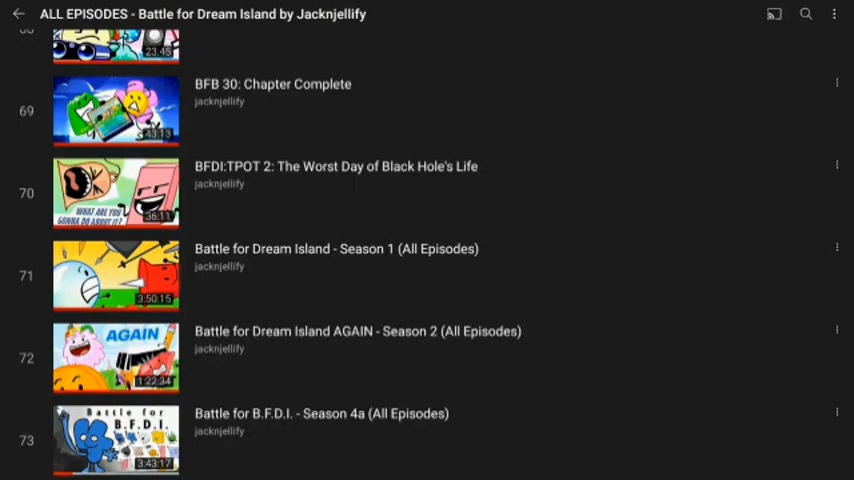 ALL EPISODES - Battle for Dream Island by Jacknjellify
23:45
69
BFB 30: Chapter Complete
jacknjellify
43:13
70
BFDI:TPOT 2: The Worst Day of Black Hole's Life
jacknjellify
WHAT ARE YOU
GONNA DO ABOUT IT?
36:11
71
Battle for Dream Island - Season 1 (All Episodes)
jacknjellify
3:50:15
72
Battle for Dream Island AGAIN - Season 2 (All Episodes)
jacknjellify
AGAIN
1:22:34
73
Battle for B.F.D.I. - Season 4a (All Episodes)
jacknjellify
Battle for
B.F.D.I.
3:43:17